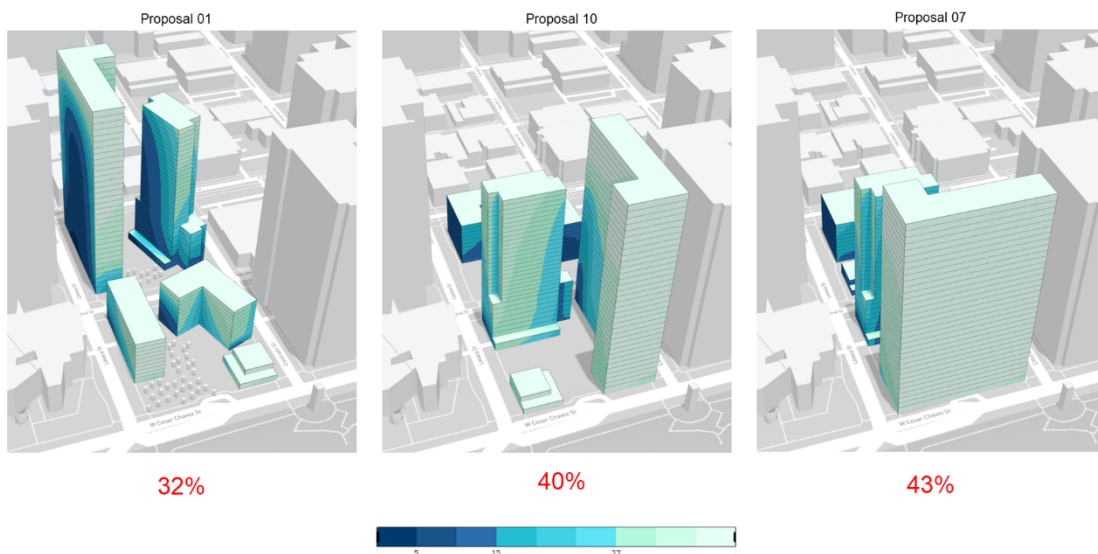 Proposal 01
Proposal 10
Proposal 07
W Cesar Chavez St
W Cesar Chavez St
W Cesar Chavez St
32%
40%
43%
5
15
27